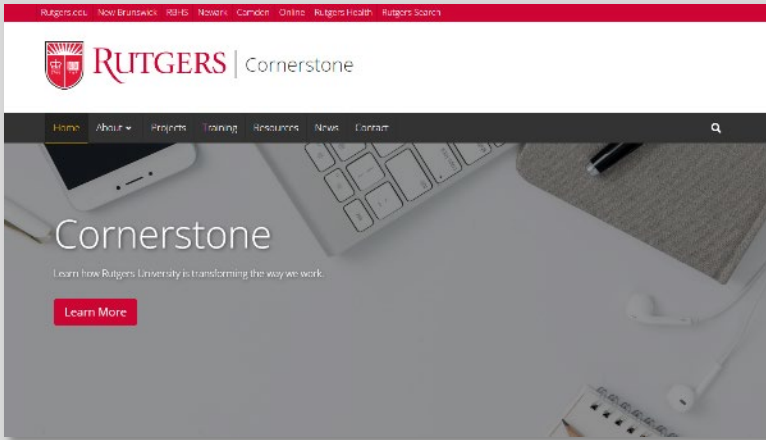 Rutgers.edu New Brunswick RBHS Newark Camden Online Rutgers Health Rutgers Search
RUTGERS | Cornerstone
Home About Projects Training Resources News Contact
Cornerstone
Learn how Rutgers University is transforming the way we work.
Learn More